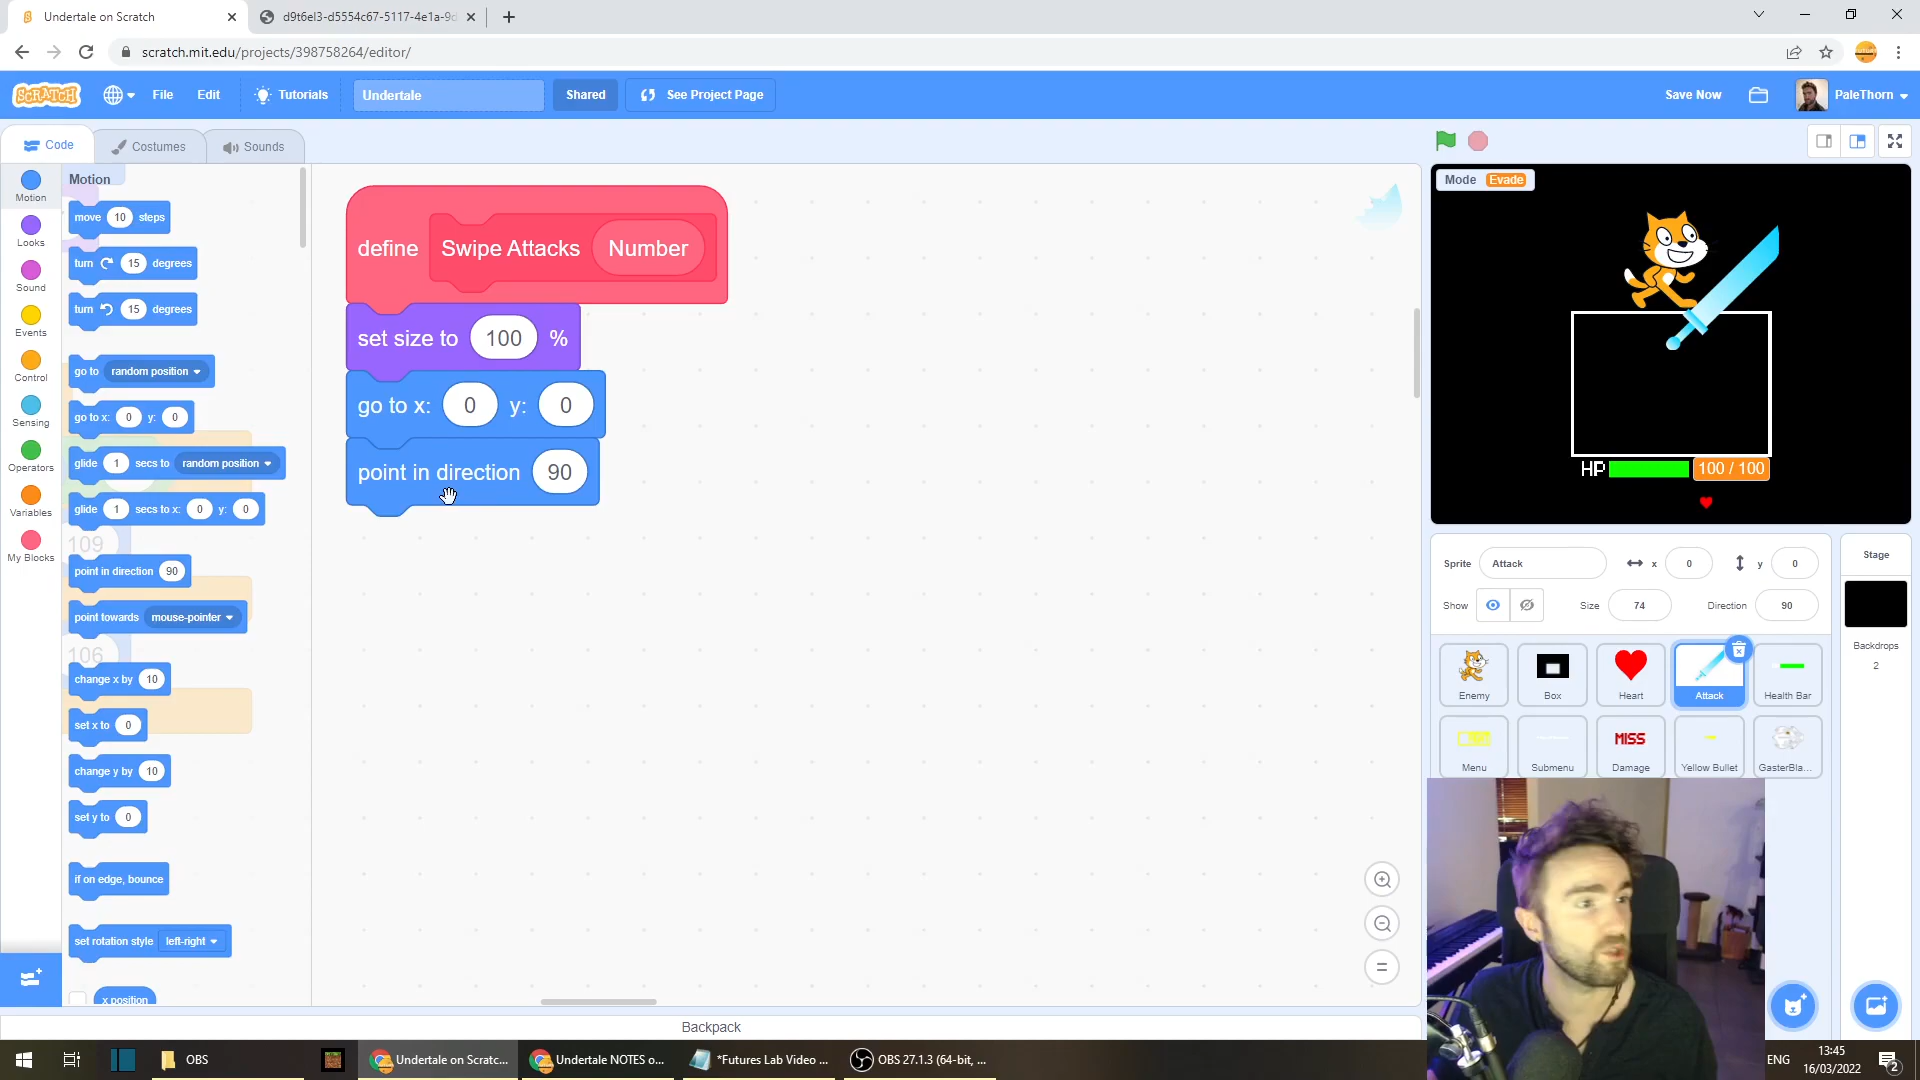 Undertale on Scratch
d9t6el3-d5554c67-5117-4e1a-9d
scratch.mit.edu/projects/398758264/editor/
SCRATCH
File
Edit
Tutorials
Undertale
Shared
See Project Page
Save Now
PaleThorn
Code
Costumes
Sounds
Motion
Looks
Sound
Events
Control
Sensing
Operators
Variables
My Blocks
Motion
move 10 steps
turn 15 degrees
turn 15 degrees
go to random position
go to x: 0 y: 0
glide 1 secs to random position
glide 1 secs to x: 0 y: 0
109
point in direction 90
point towards mouse-pointer
106
change x by 10
set x to 0
change y by 10
set y to 0
if on edge, bounce
set rotation style left-right
x position
define Swipe Attacks Number
set size to 100 %
go to x: 0 y: 0
point in direction 90
Mode Evade
HP 100 / 100
Sprite Attack x 0 y 0
Show Size 74 Direction 90
Stage
Backdrops
2
Enemy
Box
Heart
Attack
Health Bar
MISS
Menu
Submenu
Damage
Yellow Bullet
GasterBla...
Backpack
OBS
Undertale on Scratc...
Undertale NOTES o...
*Futures Lab Video ...
OBS 27.1.3 (64-bit, ...
ENG
13:45
16/03/2022
2